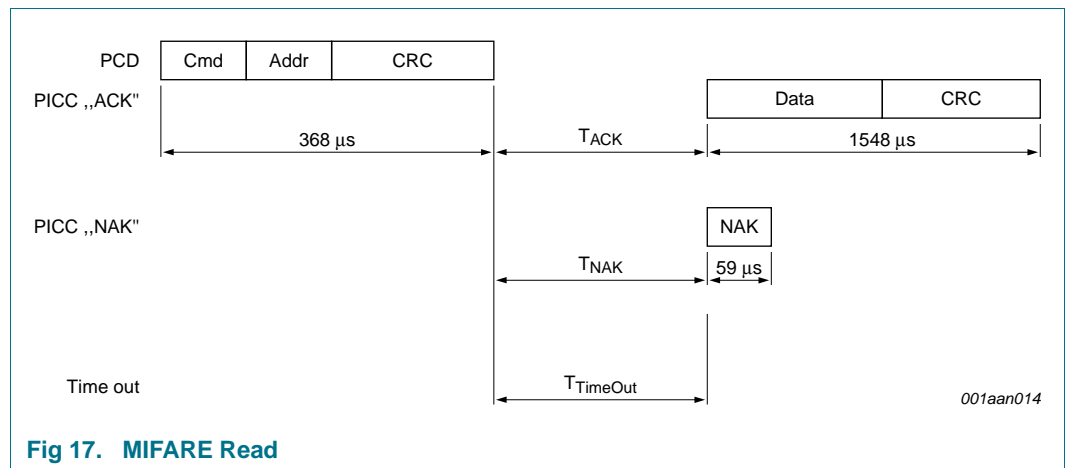 PCD Cmd Addr CRC
PICC ,,ACK" Data CRC
368 μs TACK 1548 μs
PICC ,,NAK" NAK
TNAK 59 μs
Time out TTimeOut 001aan014
Fig 17. MIFARE Read